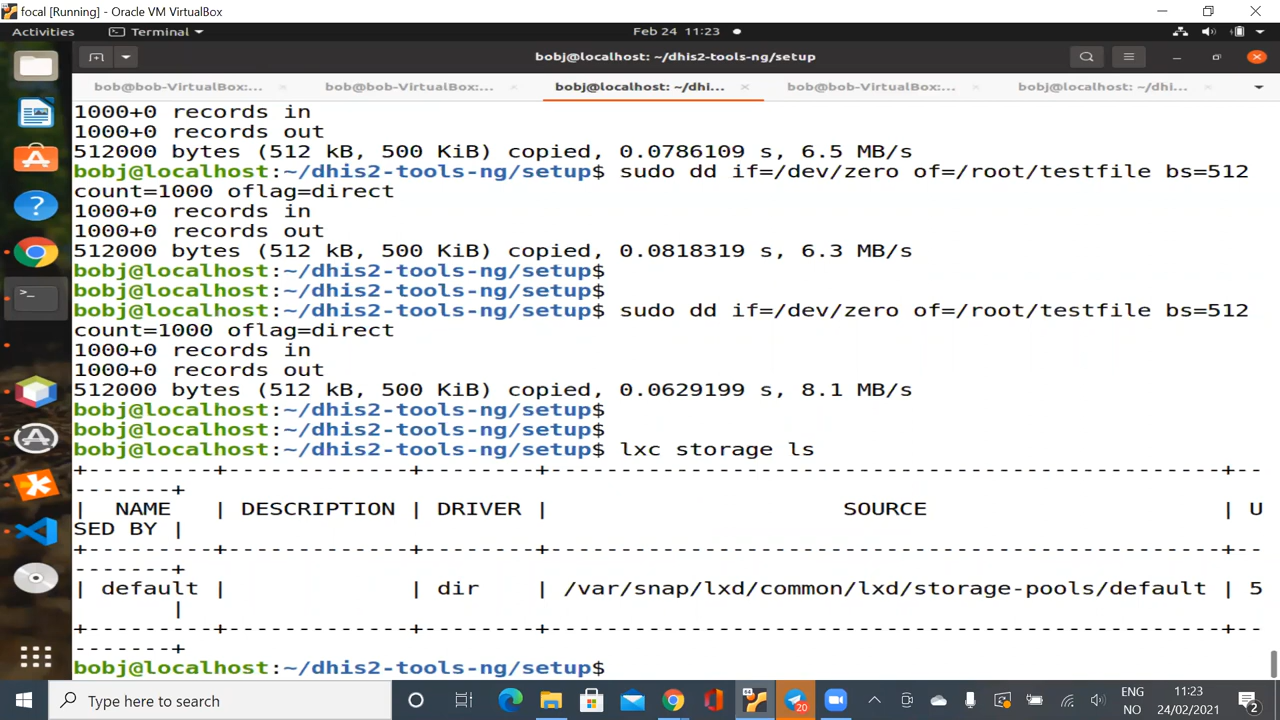 focal [Running] - Oracle VM VirtualBox
Activities
Terminal
Feb 24 11:23
bobj@localhost: ~/dhis2-tools-ng/setup
bob@bob-VirtualBox:...
bob@bob-VirtualBox:...
bobj@localhost: ~/dhi...
bob@bob-VirtualBox:...
bobj@localhost: ~/dhi...
1000+0 records in
1000+0 records out
512000 bytes (512 kB, 500 KiB) copied, 0.0786109 s, 6.5 MB/s
bobj@localhost:~/dhis2-tools-ng/setup$ sudo dd if=/dev/zero of=/root/testfile bs=512
count=1000 oflag=direct
1000+0 records in
1000+0 records out
512000 bytes (512 kB, 500 KiB) copied, 0.0818319 s, 6.3 MB/s
bobj@localhost:~/dhis2-tools-ng/setup$
bobj@localhost:~/dhis2-tools-ng/setup$
bobj@localhost:~/dhis2-tools-ng/setup$ sudo dd if=/dev/zero of=/root/testfile bs=512
count=1000 oflag=direct
1000+0 records in
1000+0 records out
512000 bytes (512 kB, 500 KiB) copied, 0.0629199 s, 8.1 MB/s
bobj@localhost:~/dhis2-tools-ng/setup$
bobj@localhost:~/dhis2-tools-ng/setup$
bobj@localhost:~/dhis2-tools-ng/setup$ lxc storage ls
+---------+-------------+--------+------------------------------------------------+--
-------+
| NAME | DESCRIPTION | DRIVER | SOURCE | U
SED BY |
+---------+-------------+--------+------------------------------------------------+--
-------+
| default | | dir | /var/snap/lxd/common/lxd/storage-pools/default | 5
|
+---------+-------------+--------+------------------------------------------------+--
-------+
bobj@localhost:~/dhis2-tools-ng/setup$
Type here to search
20
ENG
NO
11:23
24/02/2021
2